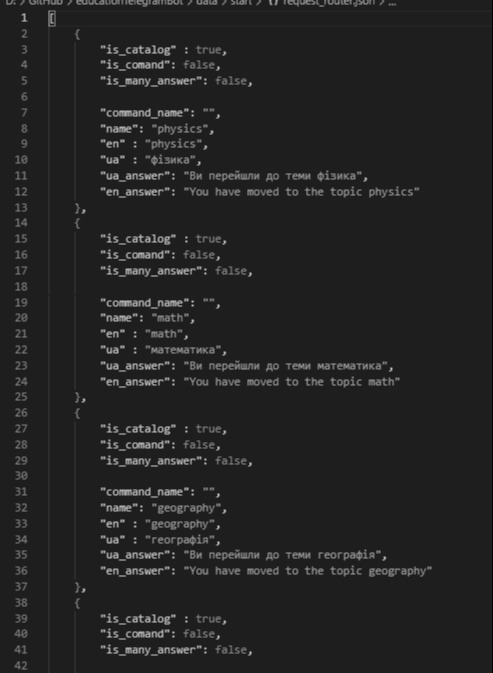 D: > GitHub > educationTelegramBot > data > start > {} request_router.json > ...
1 [
2 {
3 "is_catalog" : true,
4 "is_comand": false,
5 "is_many_answer": false,
6
7 "command_name": "",
8 "name": "physics",
9 "en" : "physics",
10 "ua" : "фізика",
11 "ua_answer": "Ви перейшли до теми фізика",
12 "en_answer": "You have moved to the topic physics"
13 },
14 {
15 "is_catalog" : true,
16 "is_comand": false,
17 "is_many_answer": false,
18
19 "command_name": "",
20 "name": "math",
21 "en" : "math",
22 "ua" : "математика",
23 "ua_answer": "Ви перейшли до теми математика",
24 "en_answer": "You have moved to the topic math"
25 },
26 {
27 "is_catalog" : true,
28 "is_comand": false,
29 "is_many_answer": false,
30
31 "command_name": "",
32 "name": "geography",
33 "en" : "geography",
34 "ua" : "географія",
35 "ua_answer": "Ви перейшли до теми географія",
36 "en_answer": "You have moved to the topic geography"
37 },
38 {
39 "is_catalog" : true,
40 "is_comand": false,
41 "is_many_answer": false,
42